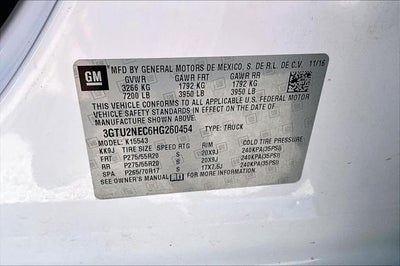 GM
MFD BY GENERAL MOTORS DE MEXICO, S. DE R.L. DE C.V. 11/16
GVWR GAWR FRT GAWR RR
3266 KG 1792 KG 1792 KG
7200 LB 3950 LB 3950 LB
THIS VEHICLE CONFORMS TO ALL APPLICABLE U.S. FEDERAL MOTOR
VEHICLE SAFETY STANDARDS IN EFFECT ON THE DATE OF
MANUFACTURE SHOWN ABOVE.
3GTU2NEC6HG260454 TYPE: TRUCK
MODEL: K15543
KK9J TIRE SIZE SPEED RTG RIM COLD TIRE PRESSURE
FRT P275/55R20 S 20X9J 240KPA(35PSI)
RR P275/55R20 S 20X9J 240KPA(35PSI)
SPA P265/70R17 S 17X7.5J 240KPA(35PSI)
SEE OWNER'S MANUAL FOR MORE INFORMATION.